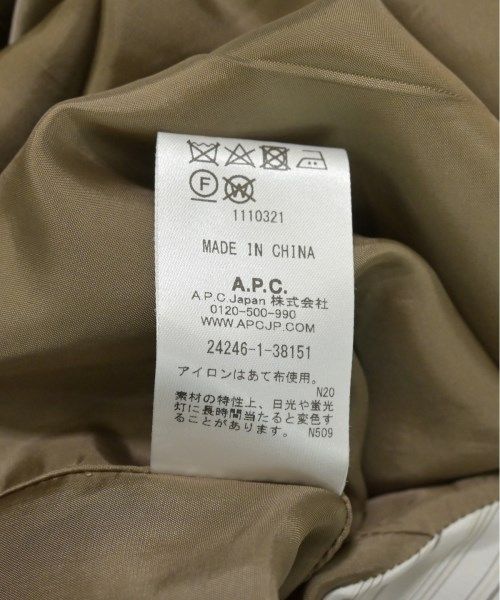 F W
1110321
MADE IN CHINA
A.P.C.
A.P.C.Japan 株式会社
0120-500-990
WWW.APCJP.COM
24246-1-38151
アイロンはあて布使用。
N20
素材の特性上、日光や蛍光
灯に長時間当たると変色す
ることがあります。 N509